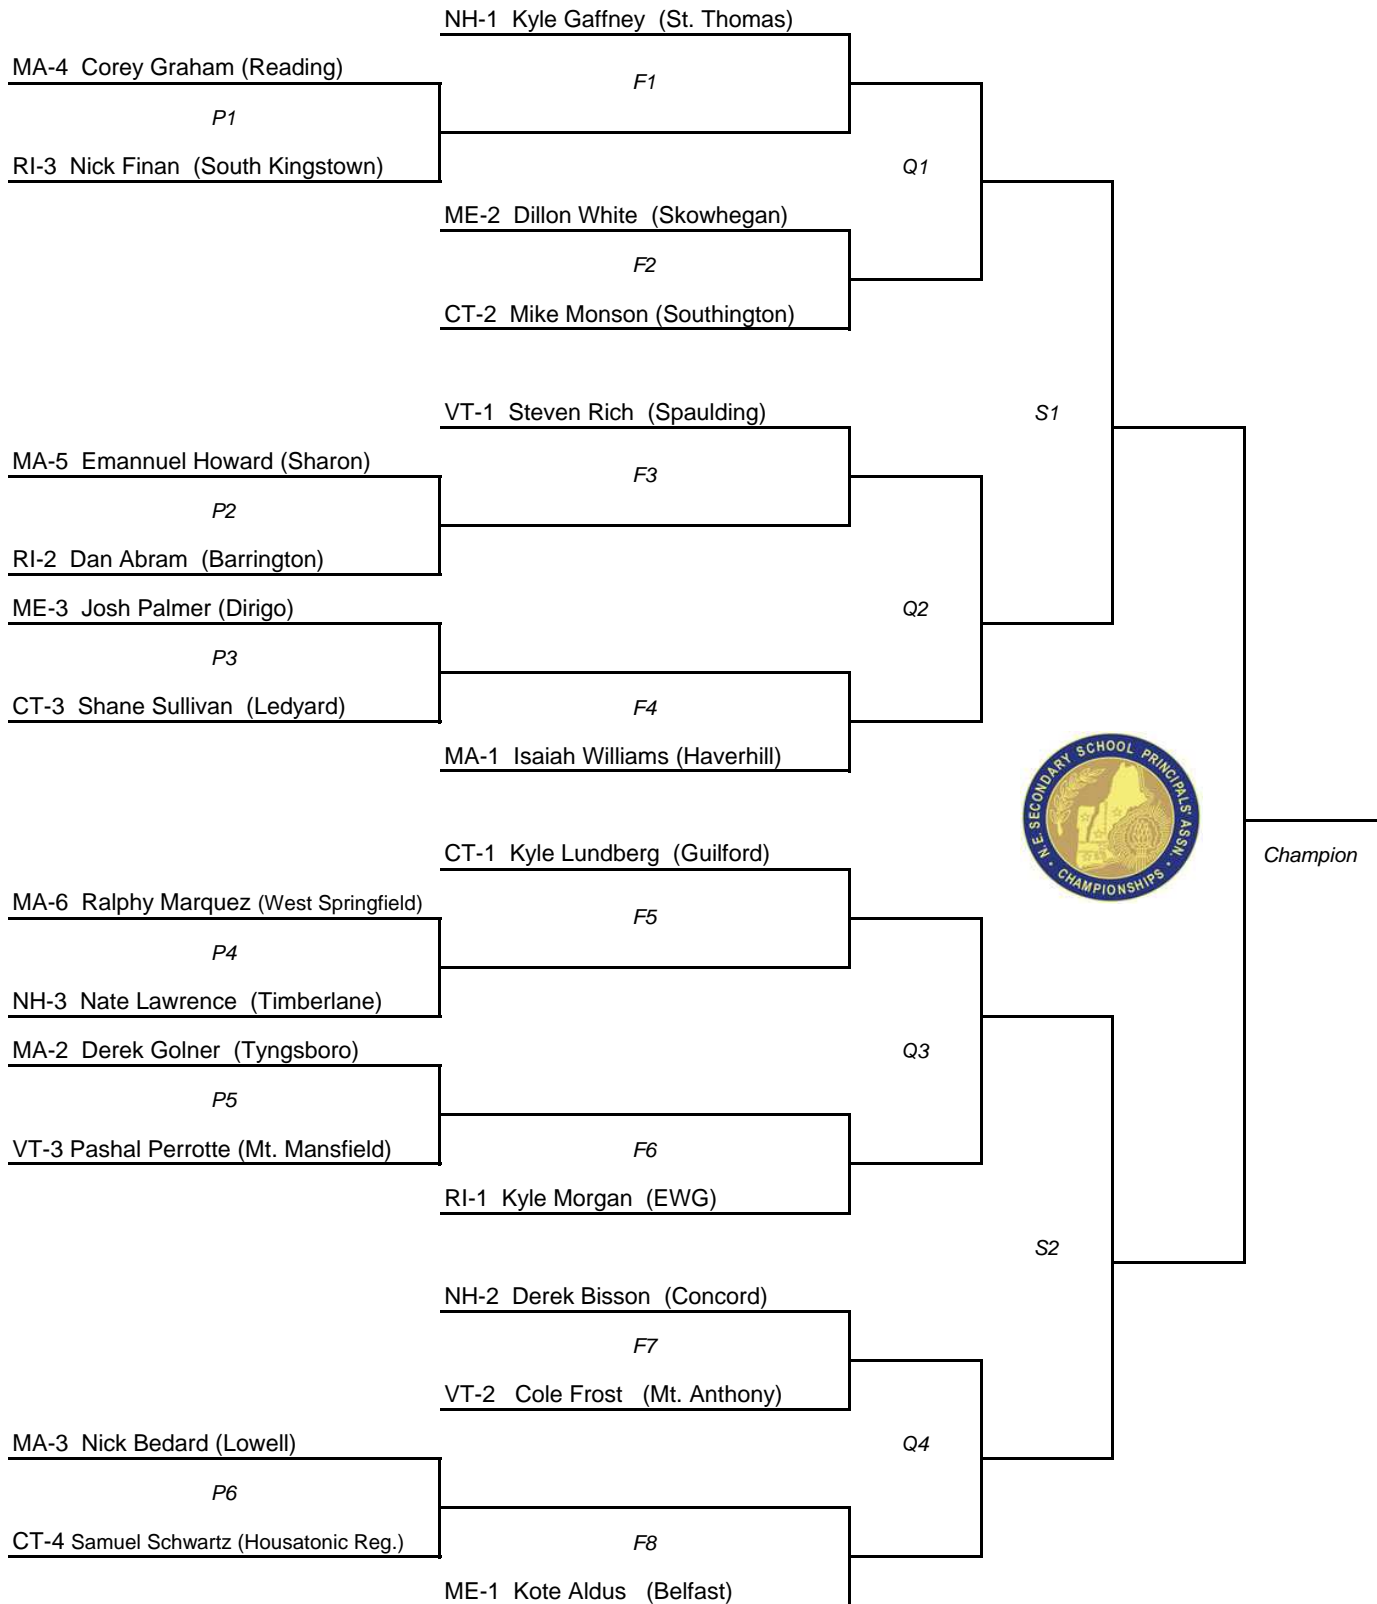 NH-1 Kyle Gaffney (St. Thomas)
MA-4 Corey Graham (Reading)
F1
P1
RI-3 Nick Finan (South Kingstown)
Q1
ME-2 Dillon White (Skowhegan)
F2
CT-2 Mike Monson (Southington)
VT-1 Steven Rich (Spaulding)
S1
MA-5 Emannuel Howard (Sharon)
F3
P2
RI-2 Dan Abram (Barrington)
ME-3 Josh Palmer (Dirigo)
Q2
P3
CT-3 Shane Sullivan (Ledyard)
F4
MA-1 Isaiah Williams (Haverhill)
N.E. SECONDARY SCHOOL PRINCIPALS' ASSN.
• CHAMPIONSHIPS •
CT-1 Kyle Lundberg (Guilford)
Champion
MA-6 Ralphy Marquez (West Springfield)
F5
P4
NH-3 Nate Lawrence (Timberlane)
MA-2 Derek Golner (Tyngsboro)
Q3
P5
VT-3 Pashal Perrotte (Mt. Mansfield)
F6
RI-1 Kyle Morgan (EWG)
S2
NH-2 Derek Bisson (Concord)
F7
VT-2 Cole Frost (Mt. Anthony)
MA-3 Nick Bedard (Lowell)
Q4
P6
CT-4 Samuel Schwartz (Housatonic Reg.)
F8
ME-1 Kote Aldus (Belfast)